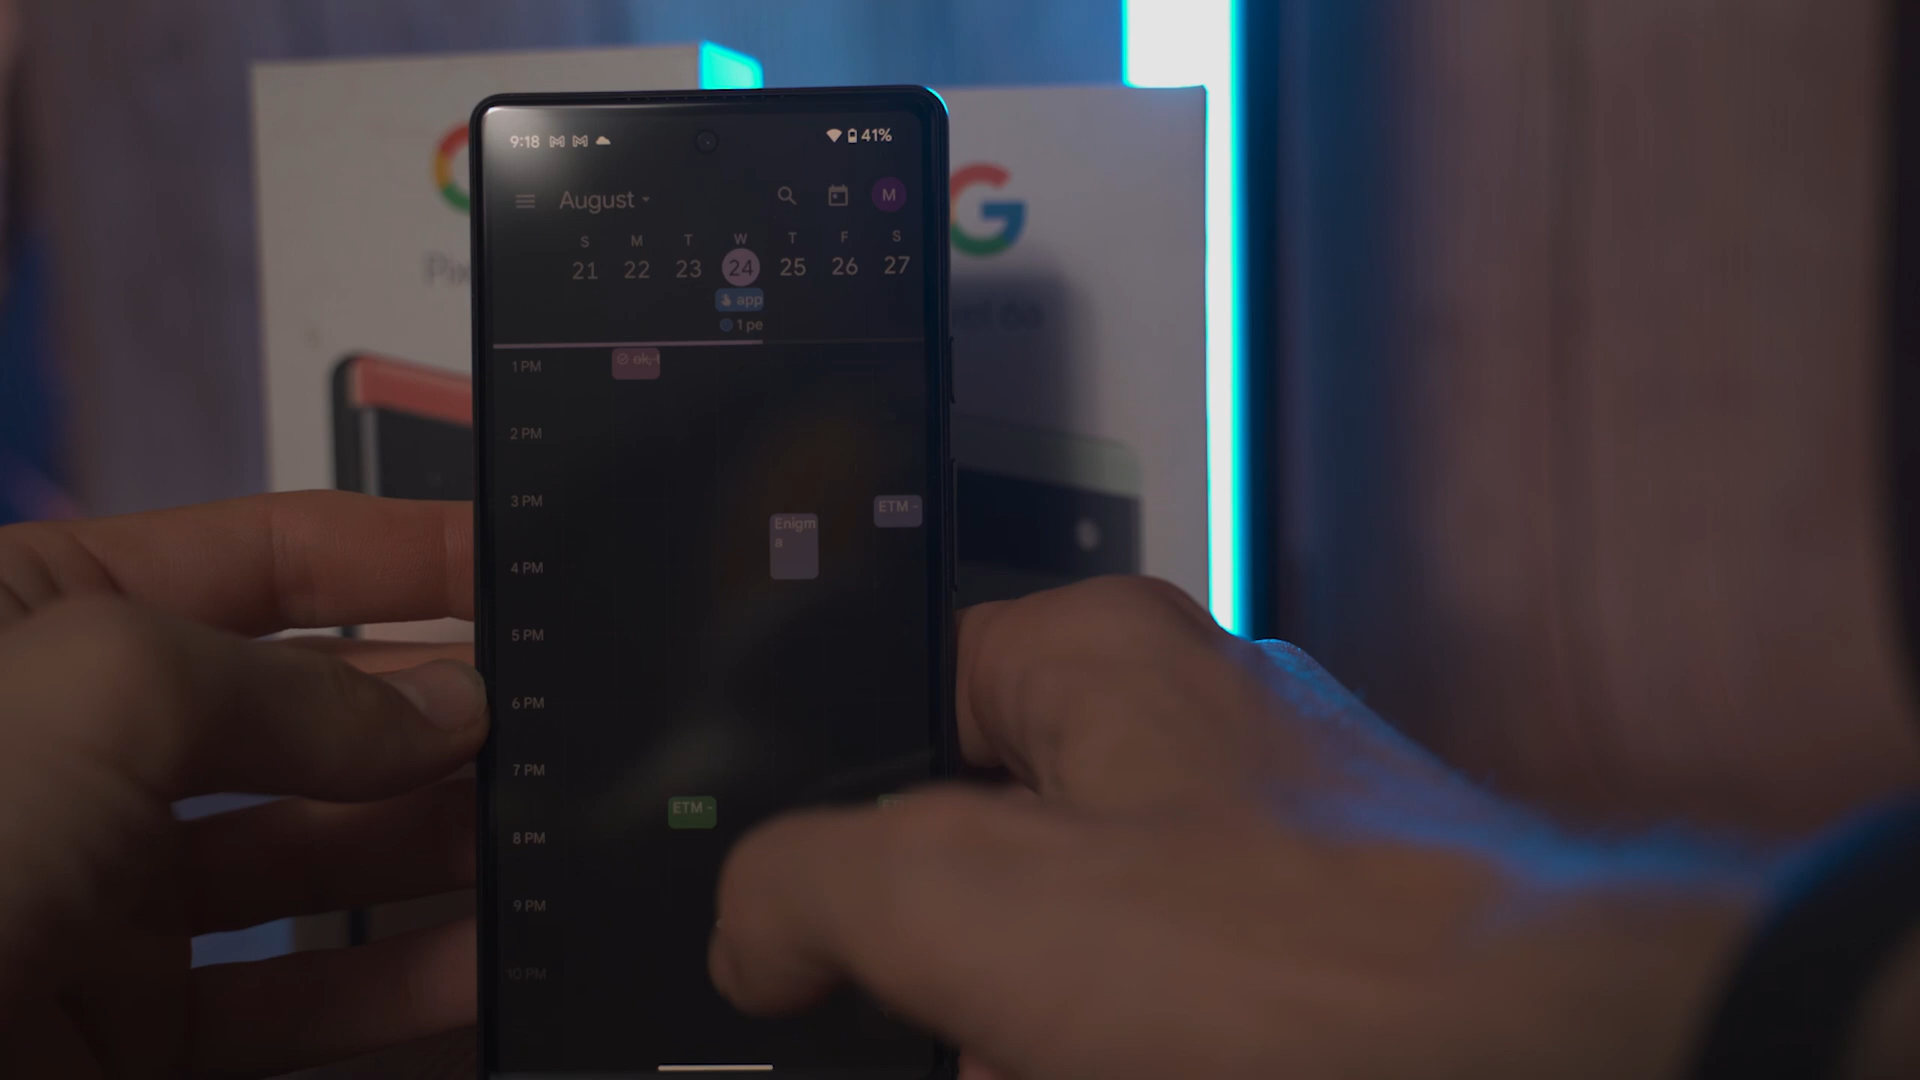 9:18 41%
August M
S M T W T F S
21 22 23 24 25 26 27
app
1 pe
1 PM
ok,
2 PM
3 PM
ETM -
Enigm
a
4 PM
5 PM
6 PM
7 PM
ETM -
8 PM
9 PM
10 PM
G